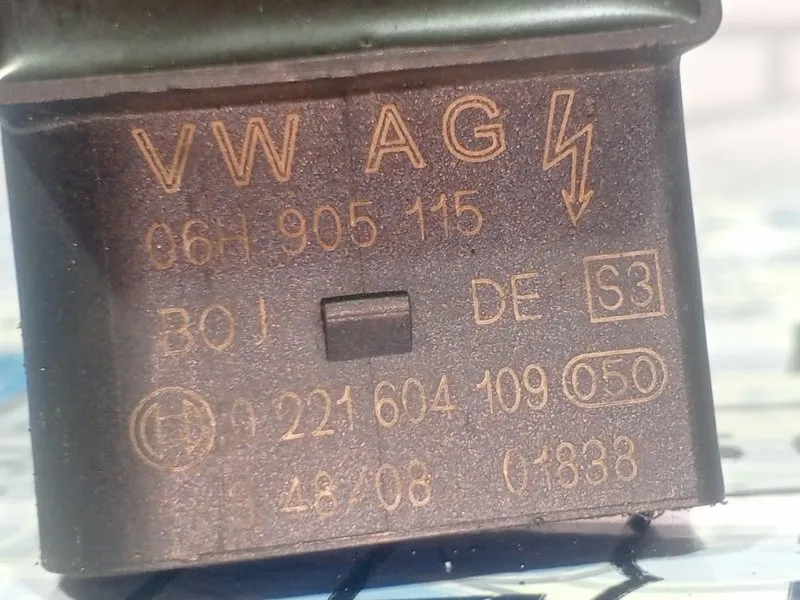 VW AG
06H 905 115
BOJ DE S3
0 221 604 109 050
48/08 01838